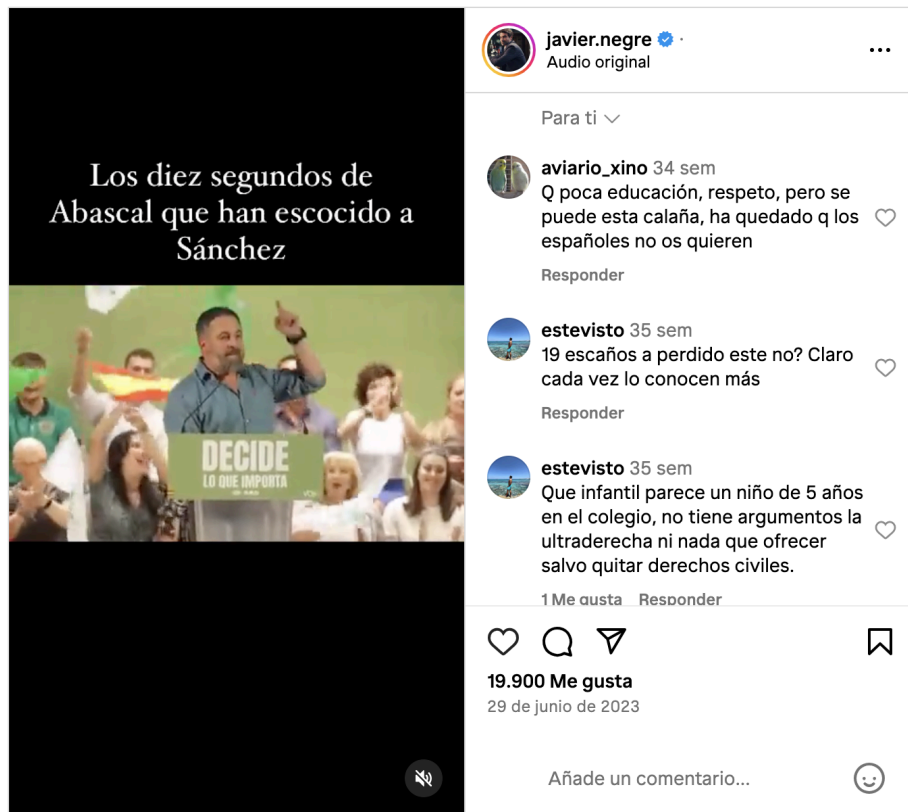 Los diez segundos de
Abascal que han escocido a
Sánchez
DECIDE
LO QUE IMPORTA
VOX
javier.negre
Audio original
Para ti
aviario_xino 34 sem
Q poca educación, respeto, pero se
puede esta calaña, ha quedado q los
españoles no os quieren
Responder
estevisto 35 sem
19 escaños a perdido este no? Claro
cada vez lo conocen más
Responder
estevisto 35 sem
Que infantil parece un niño de 5 años
en el colegio, no tiene argumentos la
ultraderecha ni nada que ofrecer
salvo quitar derechos civiles.
1 Me gusta Responder
19.900 Me gusta
29 de junio de 2023
Añade un comentario...